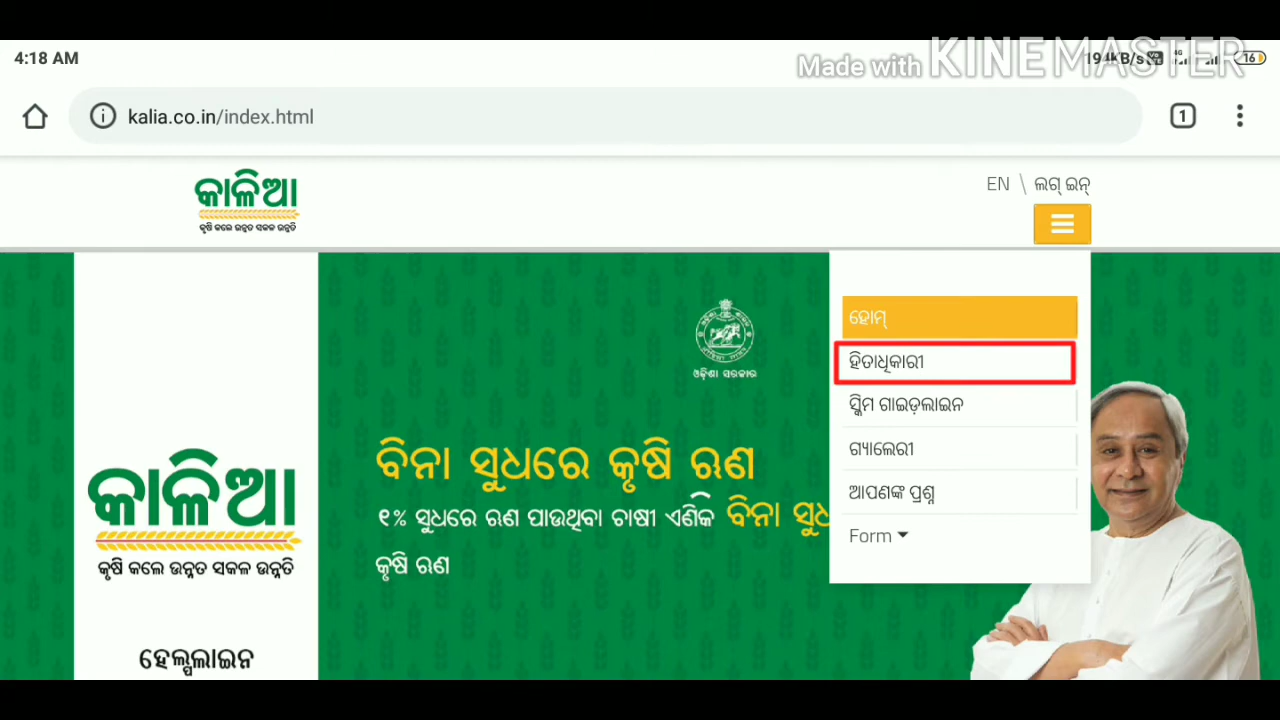 4:18 AM
Made with KINEMASTER
194KB/s
16
kalia.co.in/index.html
1
କାଳିଆ
କୃଷି କଲେ ଉନ୍ନତ ସକଳ ଉନ୍ନତି
EN \ ଲଗ୍ ଇନ୍
ହୋମ୍
ହିତାଧିକାରୀ
ସ୍କିମ ଗାଇଡ଼ଲାଇନ
ଗ୍ୟାଲେରୀ
ଆପଣଙ୍କ ପ୍ରଶ୍ନ
Form
ଓଡ଼ିଶା ସରକାର
ବିନା ସୁଧରେ କୃଷି ଋଣ
୧% ସୁଧରେ ଋଣ ପାଉଥିବା ଚାଷୀ ଏଣିକି ବିନା
କୃଷି ଋଣ
କାଳିଆ
କୃଷି କଲେ ଉନ୍ନତ ସକଳ ଉନ୍ନତି
ହେଲ୍ପଲାଇନ